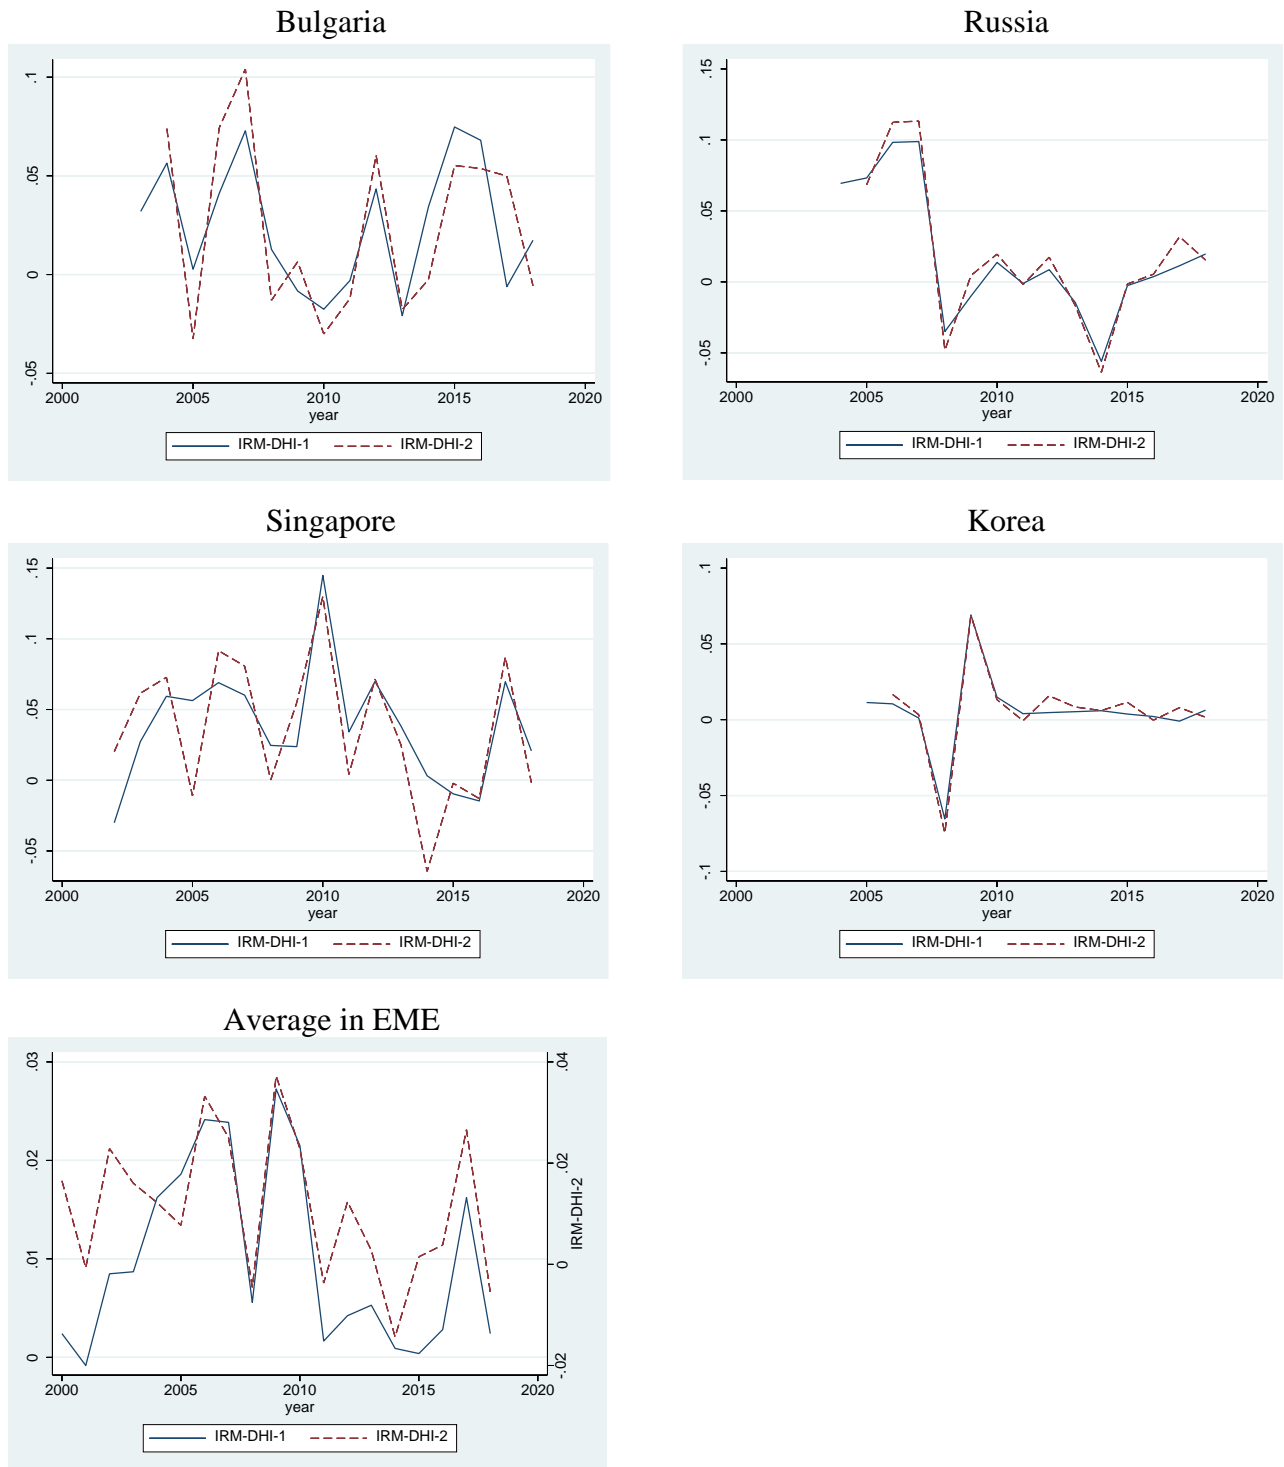 Bulgaria
.1
.05
0
-.05
2000 2005 2010 2015 2020
year
IRM-DHI-1 IRM-DHI-2
Russia
.15
.1
.05
0
-.05
2000 2005 2010 2015 2020
year
IRM-DHI-1 IRM-DHI-2
Singapore
.15
.1
.05
0
-.05
2000 2005 2010 2015 2020
year
IRM-DHI-1 IRM-DHI-2
Korea
.1
.05
0
-.05
-.1
2000 2005 2010 2015 2020
year
IRM-DHI-1 IRM-DHI-2
Average in EME
.03
.02
.01
0
.04
.02
0
-.02
IRM-DHI-2
2000 2005 2010 2015 2020
year
IRM-DHI-1 IRM-DHI-2